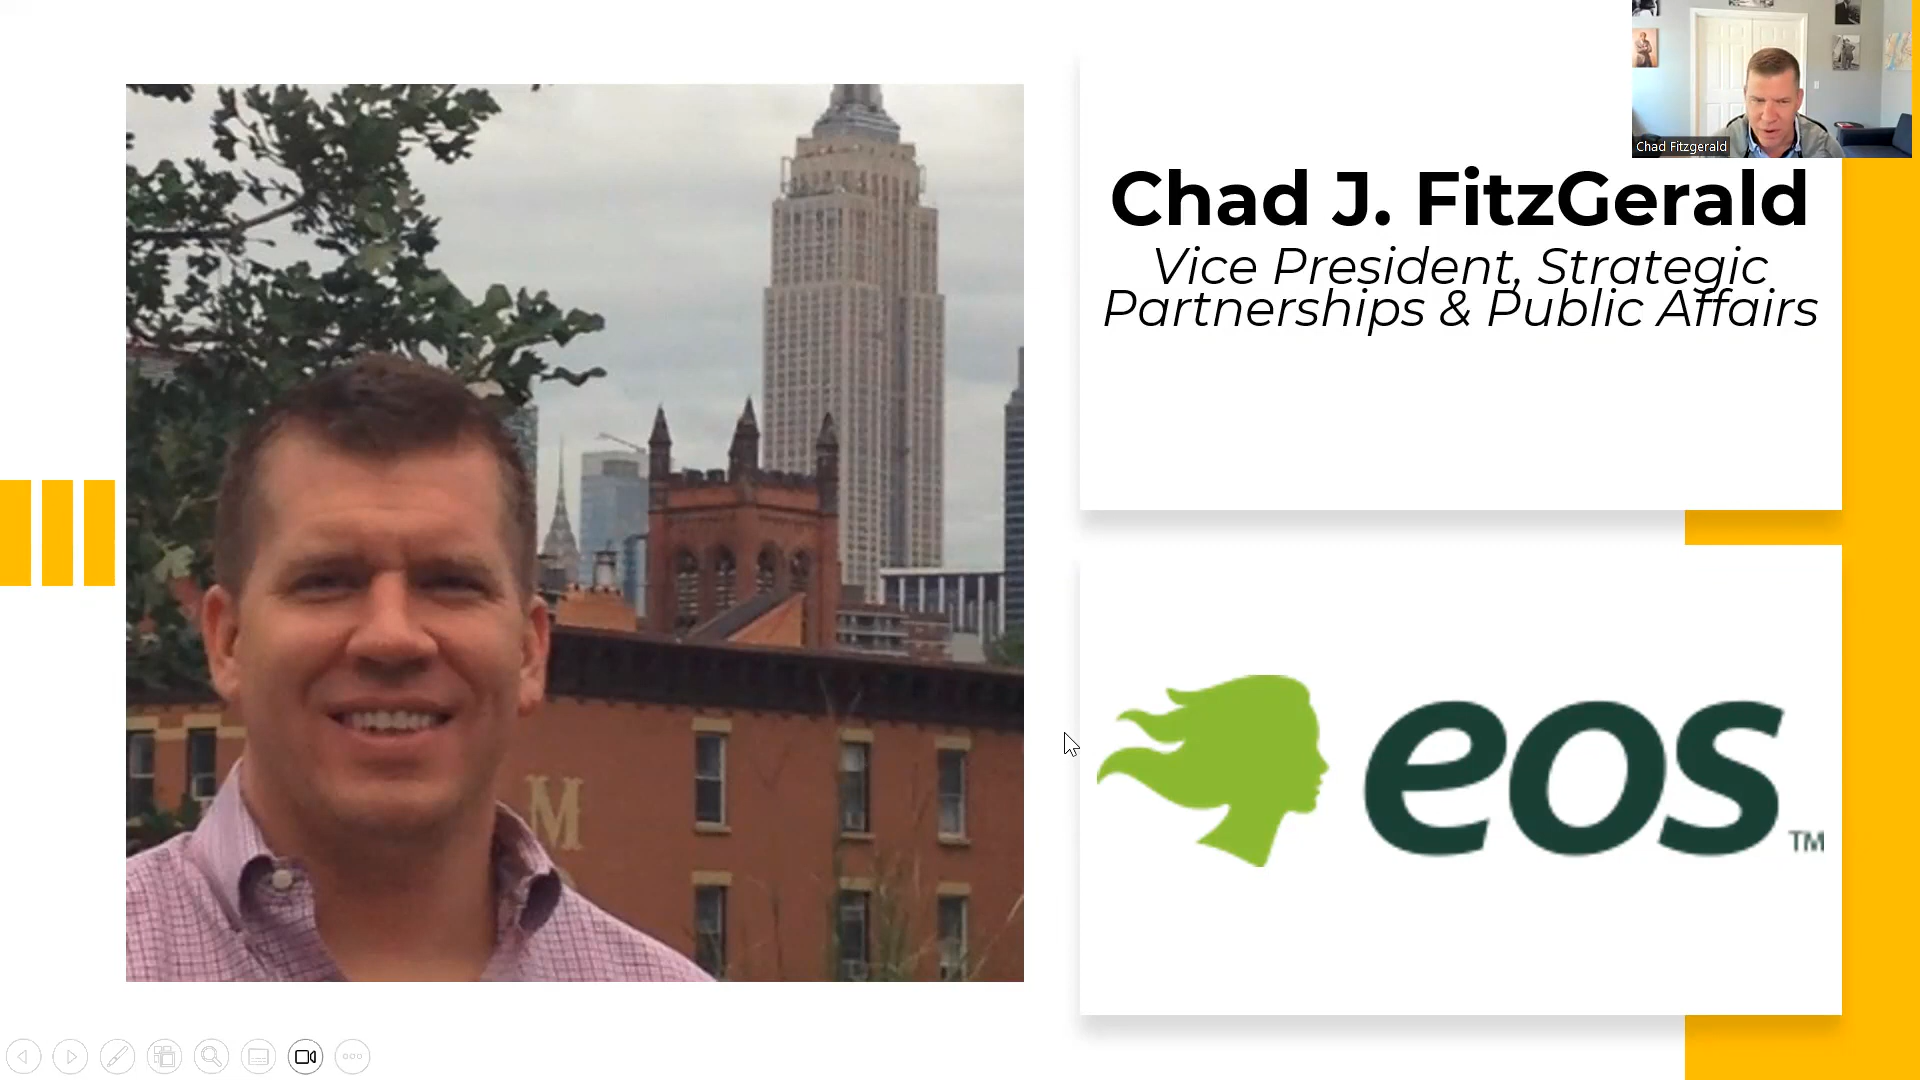 Chad Fitzgerald
Chad J. FitzGerald
Vice President, Strategic
Partnerships & Public Affairs
M
eos
TM